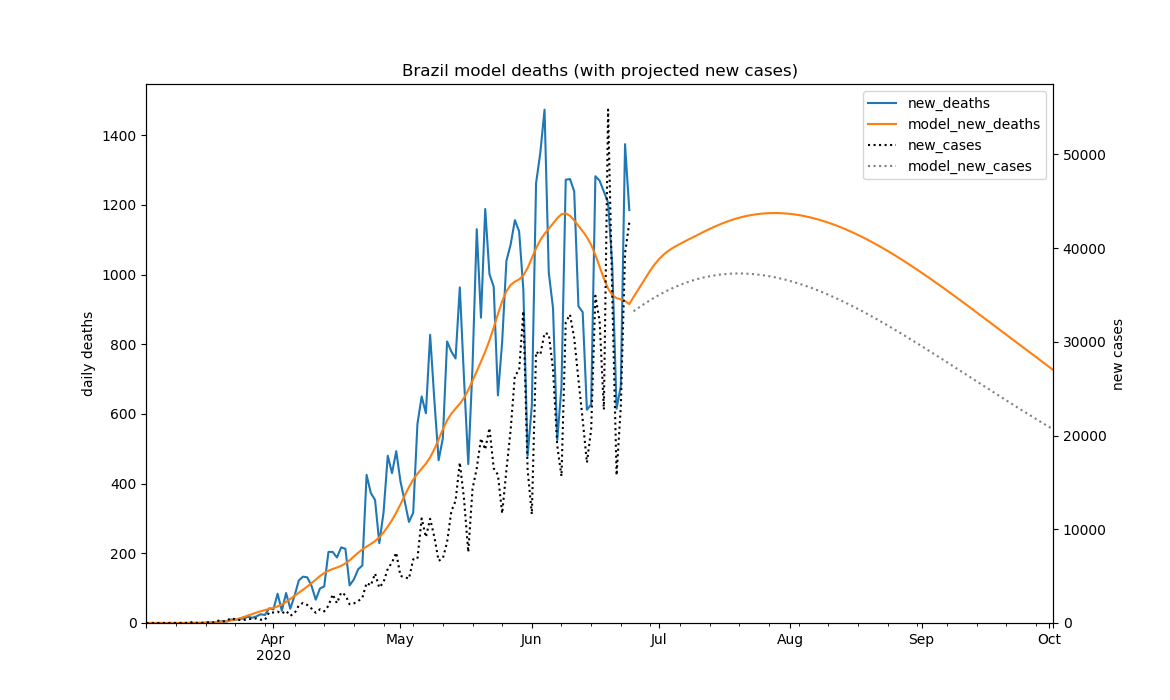 Brazil model deaths (with projected new cases)
new_deaths
model_new_deaths
new_cases
model_new_cases
daily deaths
1400
1200
1000
800
600
400
200
0
new cases
50000
40000
30000
20000
10000
0
Apr
2020
May
Jun
Jul
Aug
Sep
Oct